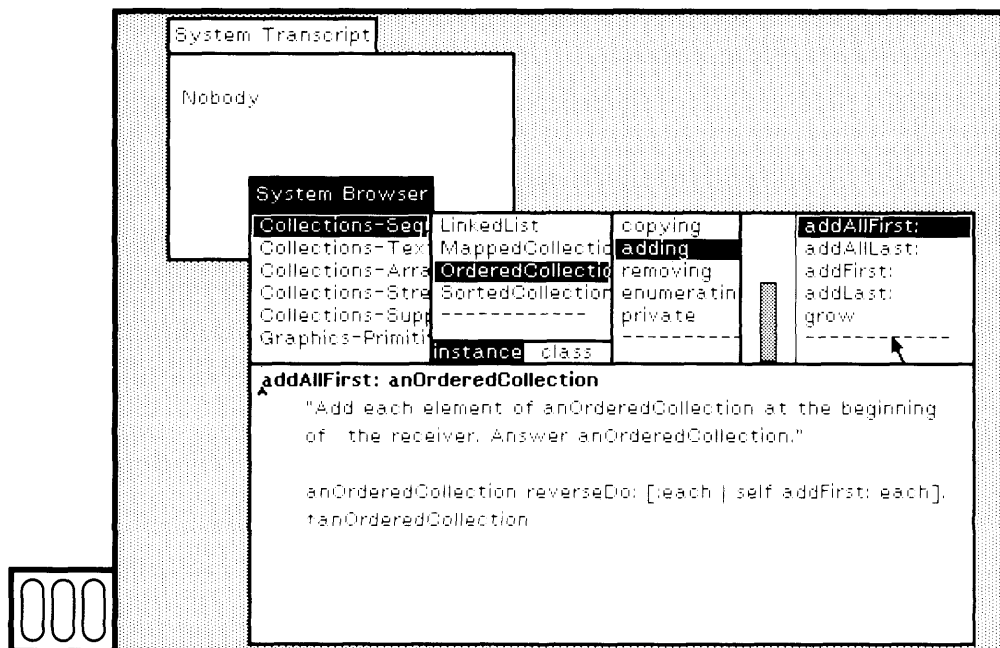 System Transcript
Nobody
System Browser
Collections-Seq
Collections-Tex
Collections-Arra
Collections-Stre
Collections-Supp
Graphics-Primiti
LinkedList
MappedCollectio
OrderedCollectio
SortedCollection
------------
instance class
copying
adding
removing
enumeratin
private
----------
addAllFirst:
addAllLast:
addFirst:
addLast:
grow
------------
addAllFirst: anOrderedCollection
"Add each element of anOrderedCollection at the beginning
of the receiver. Answer anOrderedCollection."
anOrderedCollection reverseDo: [:each | self addFirst: each].
↑anOrderedCollection